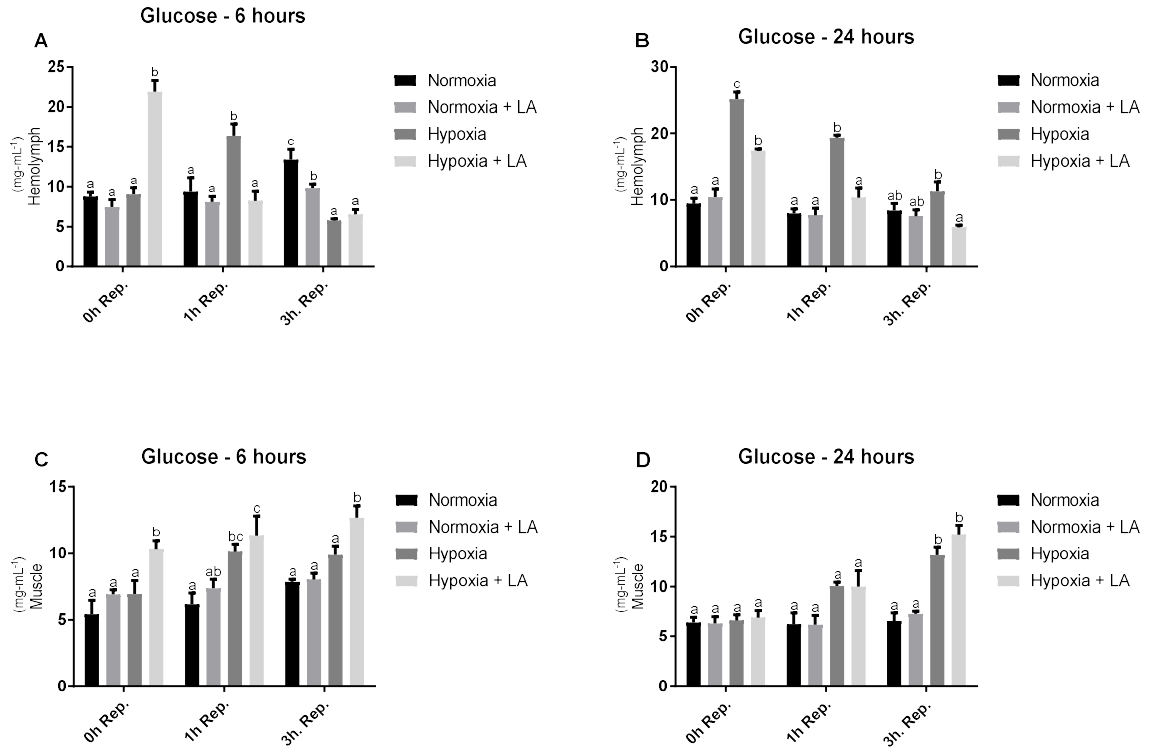 A
Glucose - 6 hours
(mg-mL-1)
Hemolymph
25
20
15
10
5
0
a a a b
a a b a
c b a a
0h Rep.
1h Rep.
3h. Rep.
Normoxia
Normoxia + LA
Hypoxia
Hypoxia + LA
B
Glucose - 24 hours
(mg-mL-1)
Hemolymph
30
20
10
0
a a c b
a a b a
ab ab b a
0h Rep.
1h Rep.
3h. Rep.
Normoxia
Normoxia + LA
Hypoxia
Hypoxia + LA
C
Glucose - 6 hours
(mg-mL-1)
Muscle
15
10
5
0
a a a b
a ab bc c
a a a b
0h Rep.
1h Rep.
3h. Rep.
Normoxia
Normoxia + LA
Hypoxia
Hypoxia + LA
D
Glucose - 24 hours
(mg-mL-1)
Muscle
20
15
10
5
0
a a a a
a a a a
a a b b
0h Rep.
1h Rep.
3h. Rep.
Normoxia
Normoxia + LA
Hypoxia
Hypoxia + LA